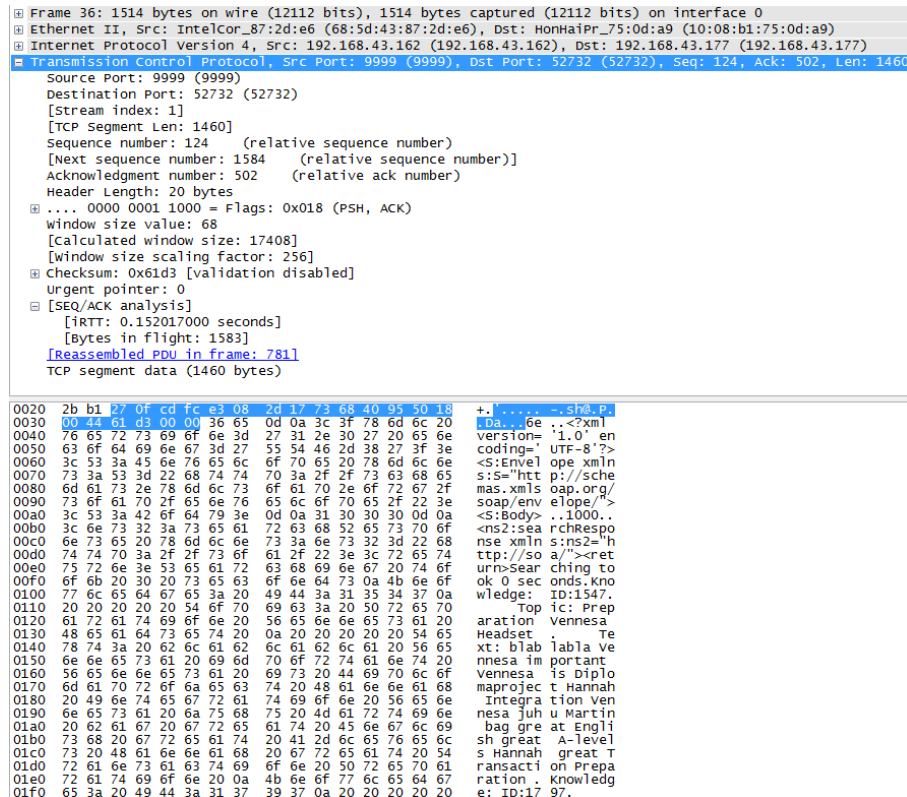 Frame 36: 1514 bytes on wire (12112 bits), 1514 bytes captured (12112 bits) on interface 0
Ethernet II, Src: IntelCor_87:2d:e6 (68:5d:43:87:2d:e6), Dst: HonHaiPr_75:0d:a9 (10:08:b1:75:0d:a9)
Internet Protocol Version 4, Src: 192.168.43.162 (192.168.43.162), Dst: 192.168.43.177 (192.168.43.177)
Transmission Control Protocol, Src Port: 9999 (9999), Dst Port: 52732 (52732), Seq: 124, Ack: 502, Len: 1460
Source Port: 9999 (9999)
Destination Port: 52732 (52732)
[Stream index: 1]
[TCP Segment Len: 1460]
Sequence number: 124    (relative sequence number)
[Next sequence number: 1584    (relative sequence number)]
Acknowledgment number: 502    (relative ack number)
Header Length: 20 bytes
.... 0000 0001 1000 = Flags: 0x018 (PSH, ACK)
Window size value: 68
[Calculated window size: 17408]
[Window size scaling factor: 256]
Checksum: 0x61d3 [validation disabled]
Urgent pointer: 0
[SEQ/ACK analysis]
[iRTT: 0.152017000 seconds]
[Bytes in flight: 1583]
[Reassembled PDU in frame: 781]
TCP segment data (1460 bytes)
0020  2b b1 27 0f cd fc e3 08  2d 17 73 68 40 95 50 18   +.'..... -.sh@.P.
0030  00 44 61 d3 00 00 36 65  0d 0a 3c 3f 78 6d 6c 20   .Da...6e ..<?xml
0040  76 65 72 73 69 6f 6e 3d  27 31 2e 30 27 20 65 6e   version= '1.0' en
0050  63 6f 64 69 6e 67 3d 27  55 54 46 2d 38 27 3f 3e   coding=' UTF-8'?>
0060  3c 53 3a 45 6e 76 65 6c  6f 70 65 20 78 6d 6c 6e   <S:Envel ope xmln
0070  73 3a 53 3d 22 68 74 74  70 3a 2f 2f 73 63 68 65   s:S="htt p://sche
0080  6d 61 73 2e 78 6d 6c 73  6f 61 70 2e 6f 72 67 2f   mas.xmls oap.org/
0090  73 6f 61 70 2f 65 6e 76  65 6c 6f 70 65 2f 22 3e   soap/env elope/">
00a0  3c 53 3a 42 6f 64 79 3e  0d 0a 31 30 30 30 0d 0a   <S:Body> ..1000..
00b0  3c 6e 73 32 3a 73 65 61  72 63 68 52 65 73 70 6f   <ns2:sea rchRespo
00c0  6e 73 65 20 78 6d 6c 6e  73 3a 6e 73 32 3d 22 68   nse xmln s:ns2="h
00d0  74 74 70 3a 2f 2f 73 6f  61 2f 22 3e 3c 72 65 74   ttp://so a/"><ret
00e0  75 72 6e 3e 53 65 61 72  63 68 69 6e 67 20 74 6f   urn>Sear ching to
00f0  6f 6b 20 30 20 73 65 63  6f 6e 64 73 0a 4b 6e 6f   ok 0 sec onds.Kno
0100  77 6c 65 64 67 65 3a 20  49 44 3a 31 35 34 37 0a   wledge:  ID:1547.
0110  20 20 20 20 20 54 6f 70  69 63 3a 20 50 72 65 70        Top ic: Prep
0120  61 72 61 74 69 6f 6e 20  56 65 6e 6e 65 73 61 20   aration  Vennesa
0130  48 65 61 64 73 65 74 20  0a 20 20 20 20 20 54 65   Headset  .     Te
0140  78 74 3a 20 62 6c 61 62  6c 61 62 6c 61 20 56 65   xt: blab labla Ve
0150  6e 6e 65 73 61 20 69 6d  70 6f 72 74 61 6e 74 20   nnesa im portant
0160  56 65 6e 6e 65 73 61 20  69 73 20 44 69 70 6c 6f   Vennesa  is Diplo
0170  6d 61 70 72 6f 6a 65 63  74 20 48 61 6e 6e 61 68   maprojec t Hannah
0180  20 49 6e 74 65 67 72 61  74 69 6f 6e 20 56 65 6e    Integra tion Ven
0190  6e 65 73 61 20 6a 75 68  75 20 4d 61 72 74 69 6e   nesa juh u Martin
01a0  20 62 61 67 20 67 72 65  61 74 20 45 6e 67 6c 69    bag gre at Engli
01b0  73 68 20 67 72 65 61 74  20 41 2d 6c 65 76 65 6c   sh great  A-level
01c0  73 20 48 61 6e 6e 61 68  20 67 72 65 61 74 20 54   s Hannah  great T
01d0  72 61 6e 73 61 63 74 69  6f 6e 20 50 72 65 70 61   ransacti on Prepa
01e0  72 61 74 69 6f 6e 20 0a  4b 6e 6f 77 6c 65 64 67   ration . Knowledg
01f0  65 3a 20 49 44 3a 31 37  39 37 0a 20 20 20 20 20   e: ID:17 97.